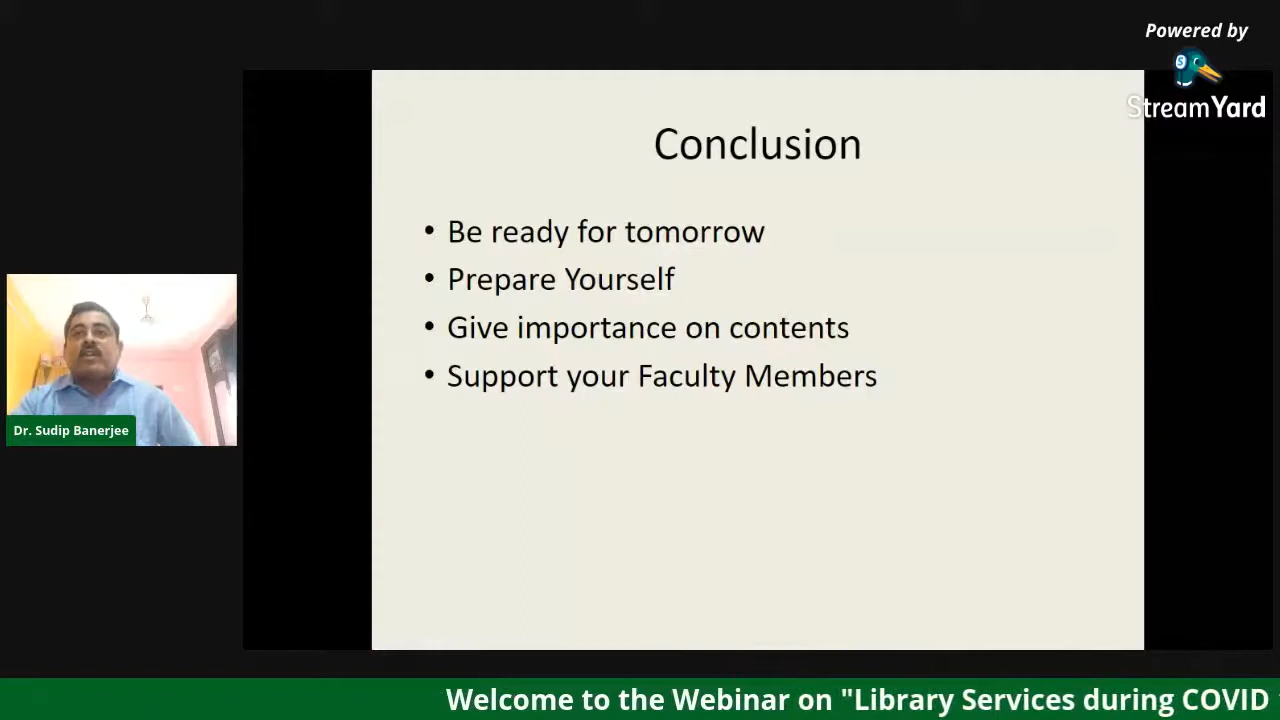 Powered by
StreamYard
Conclusion
• Be ready for tomorrow
• Prepare Yourself
• Give importance on contents
• Support your Faculty Members
Dr. Sudip Banerjee
Welcome to the Webinar on "Library Services during COVID